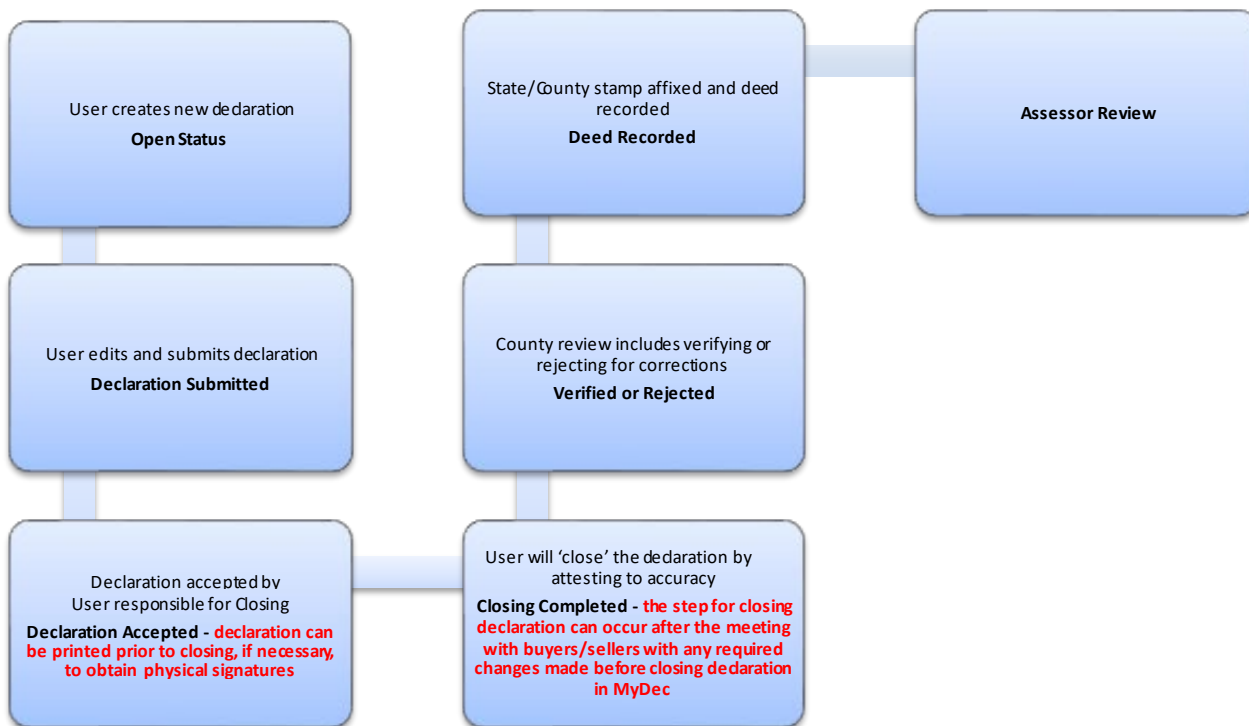 User creates new declaration
Open Status
User edits and submits declaration
Declaration Submitted
Declaration accepted by
User responsible for Closing
Declaration Accepted - declaration can
be printed prior to closing, if necessary,
to obtain physical signatures
User will ‘close’ the declaration by
attesting to accuracy
Closing Completed - the step for closing
declaration can occur after the meeting
with buyers/sellers with any required
changes made before closing declaration
in MyDec
County review includes verifying or
rejecting for corrections
Verified or Rejected
State/County stamp affixed and deed
recorded
Deed Recorded
Assessor Review